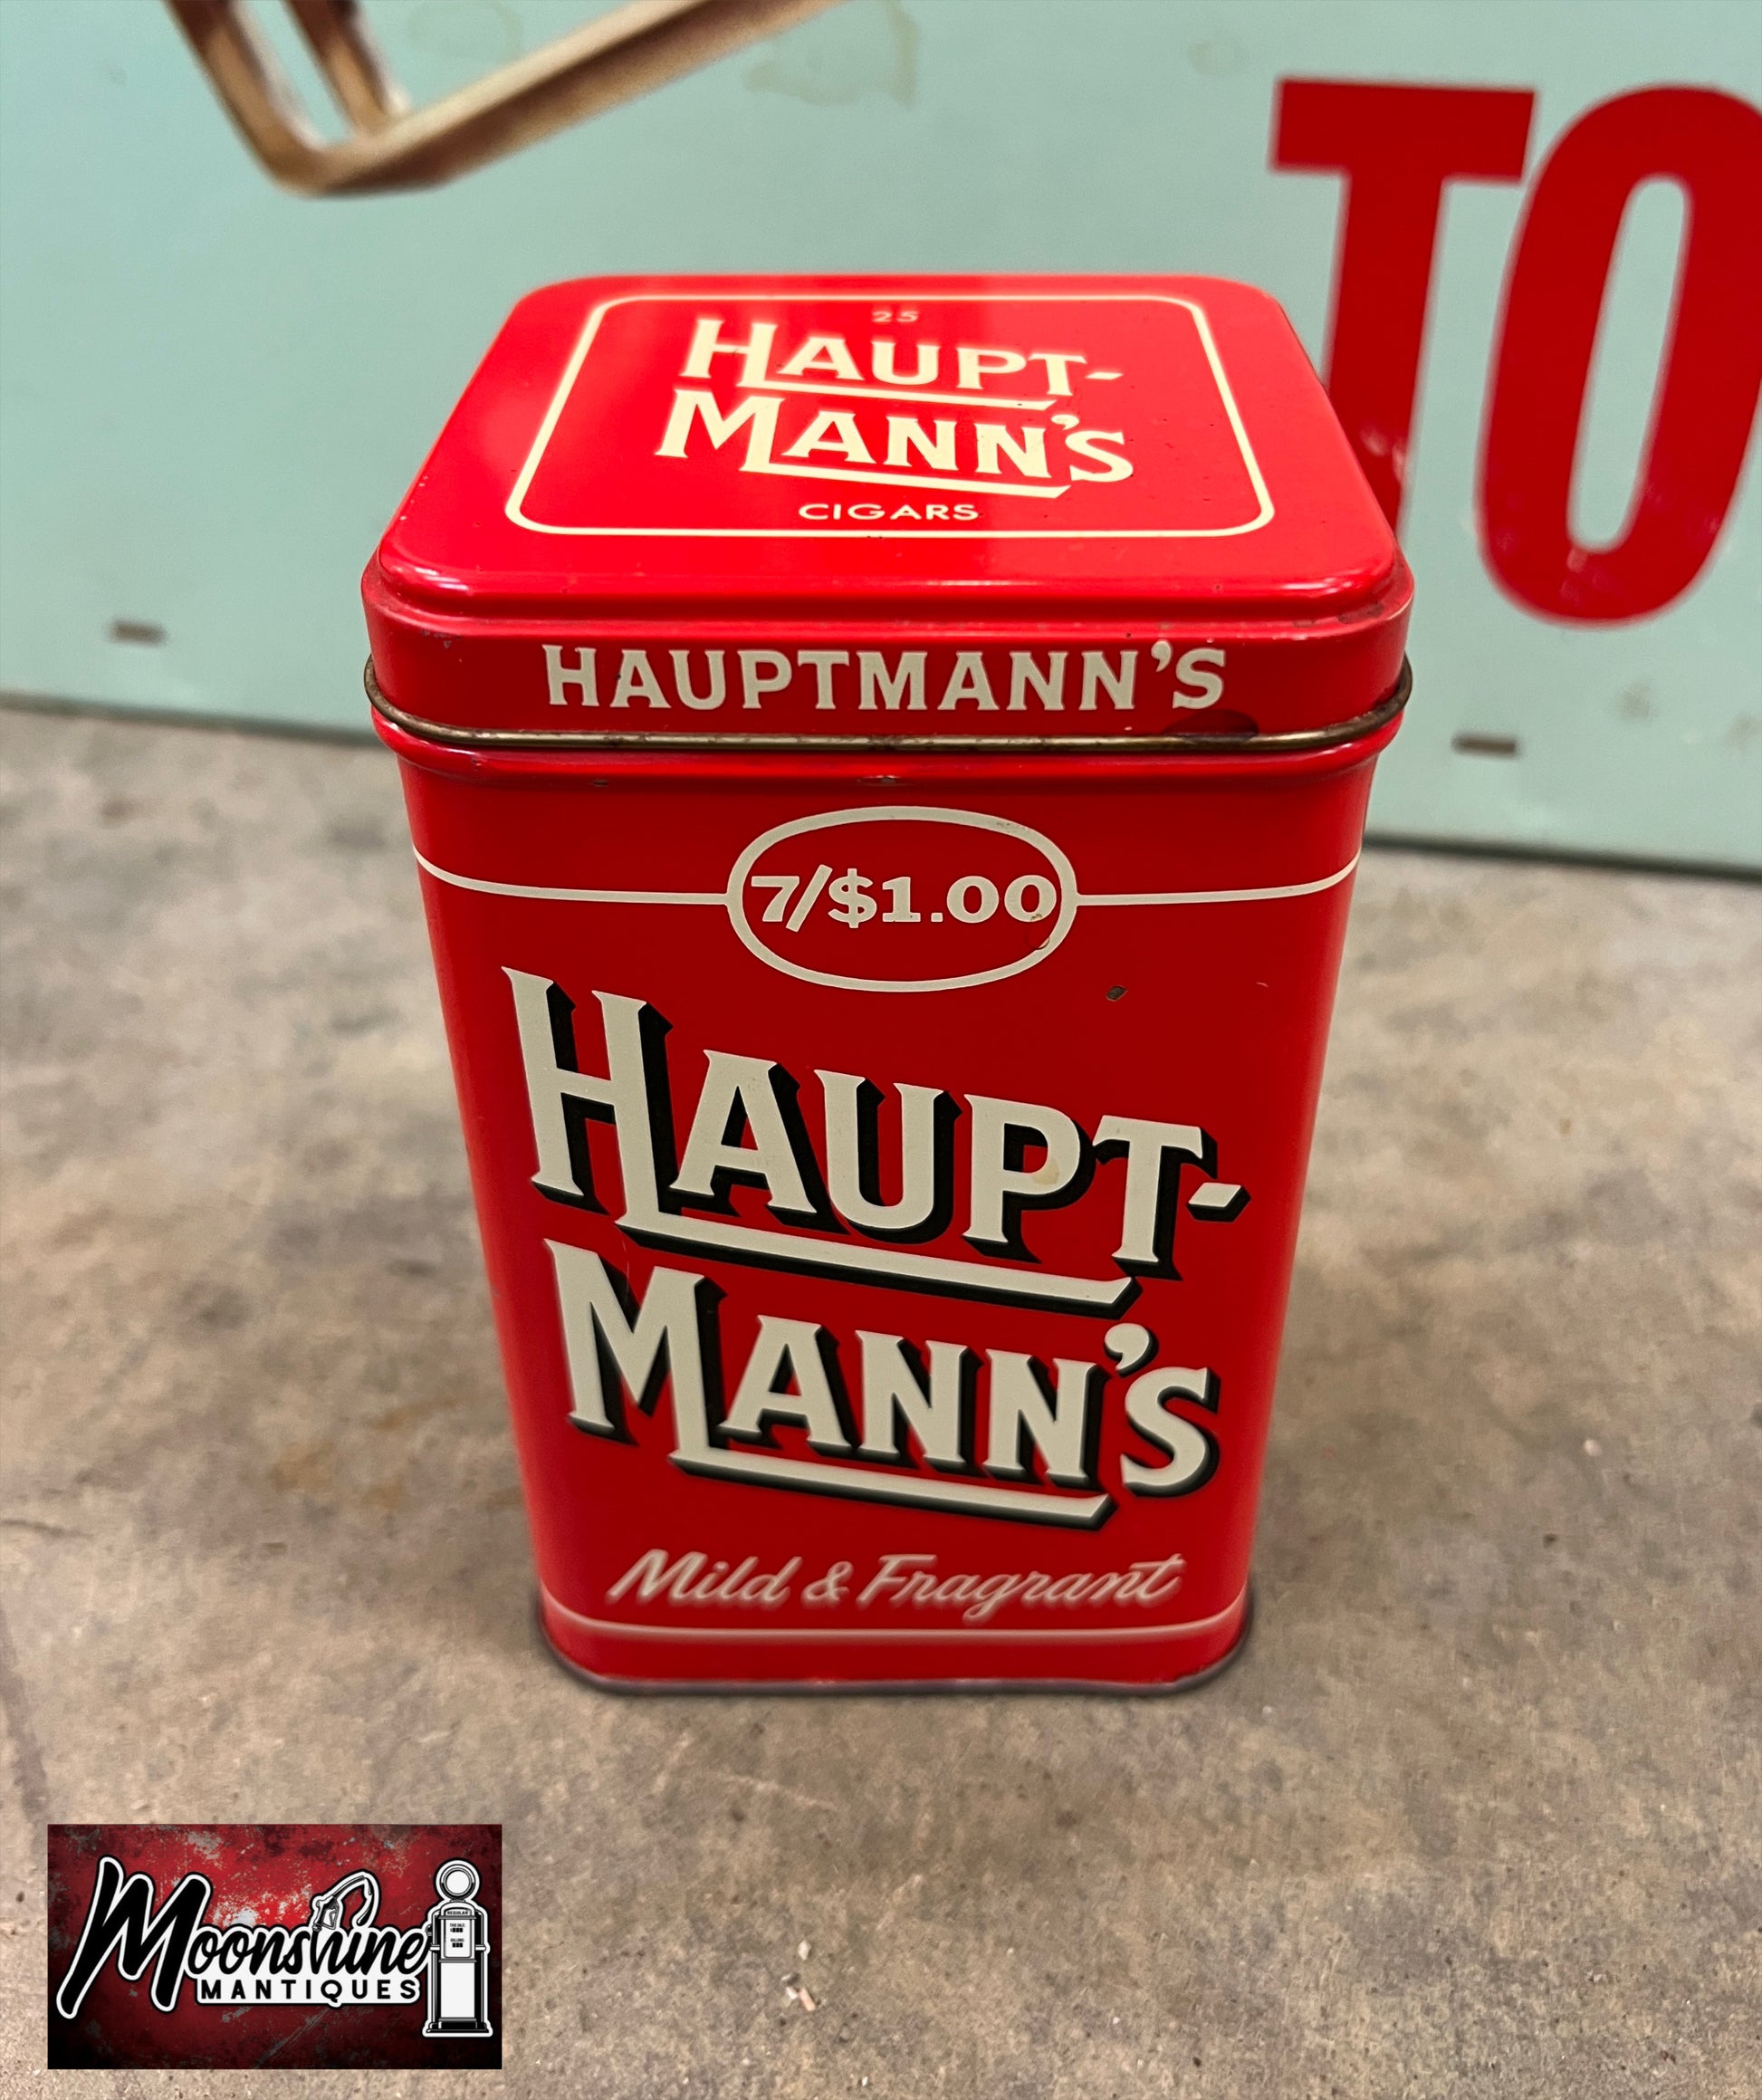 TO
25
HAUPT-
MANN'S
CIGARS
HAUPTMANN'S
7/$1.00
HAUPT-
MANN'S
Mild & Fragrant
Moonshine
MANTIQUES